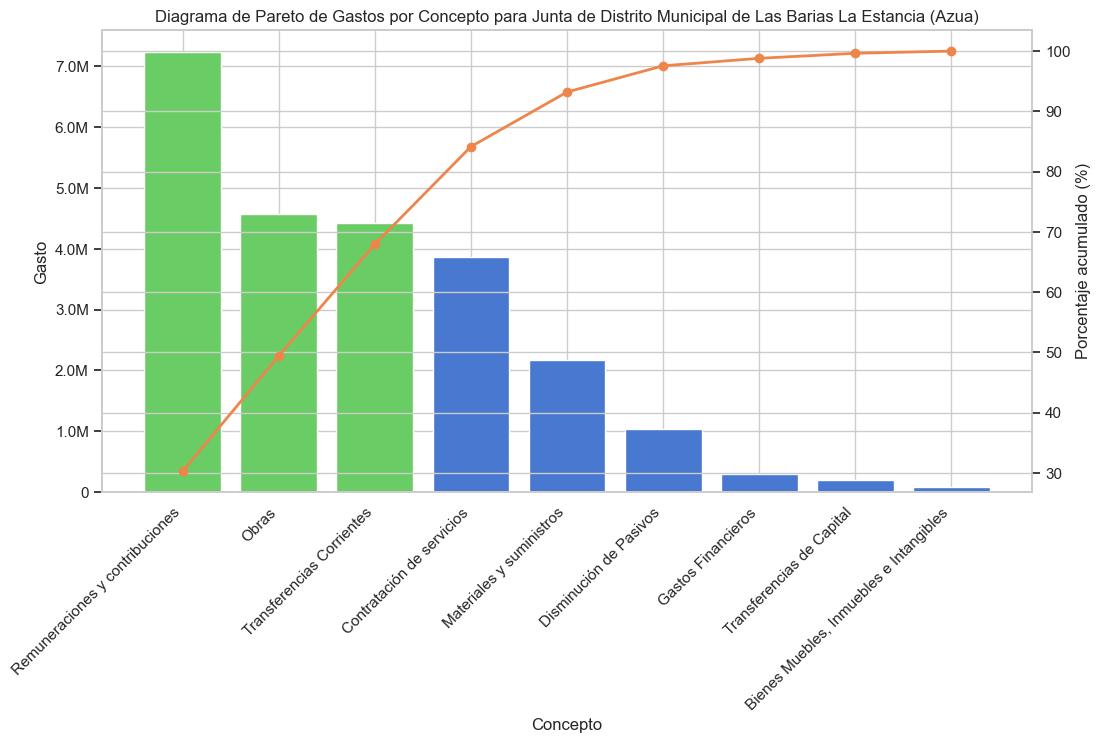 Diagrama de Pareto de Gastos por Concepto para Junta de Distrito Municipal de Las Barias La Estancia (Azua)
Gasto
7.0M
6.0M
5.0M
4.0M
3.0M
2.0M
1.0M
0
100
90
80
70
60
50
40
30
Porcentaje acumulado (%)
Remuneraciones y contribuciones
Obras
Transferencias Corrientes
Contratación de servicios
Materiales y suministros
Disminución de Pasivos
Gastos Financieros
Transferencias de Capital
Bienes Muebles, Inmuebles e Intangibles
Concepto